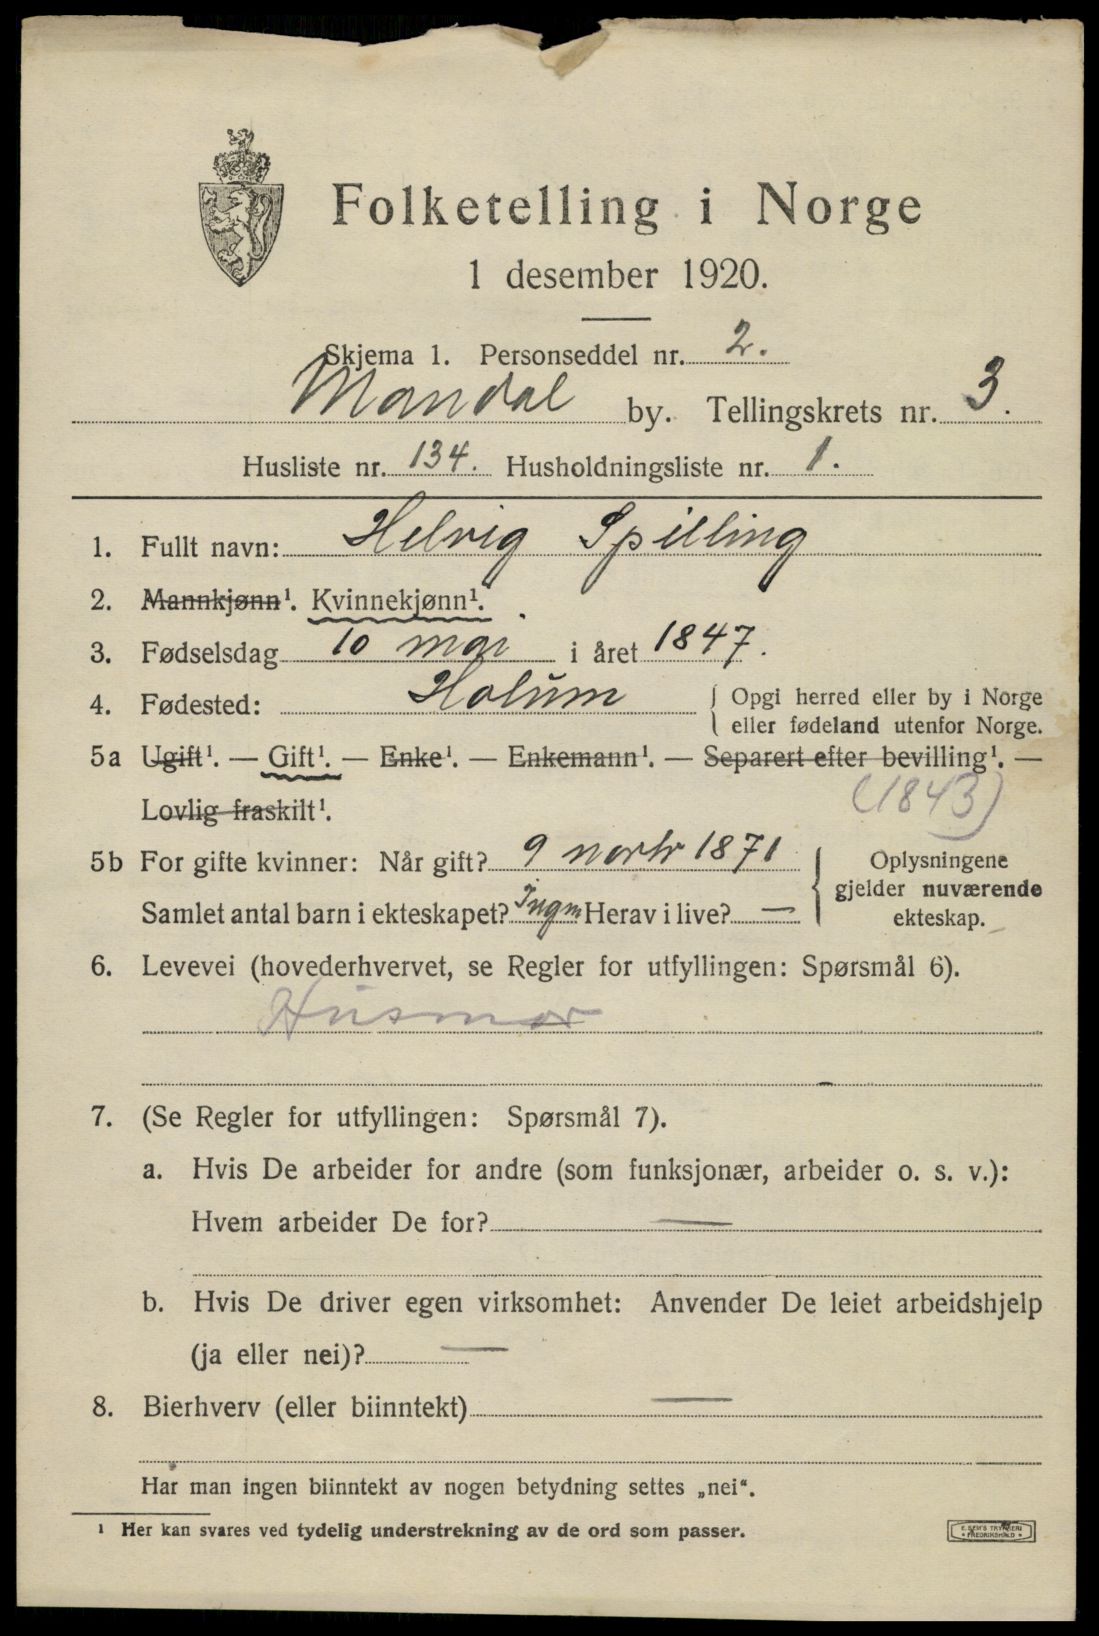 Folketelling i Norge
1 desember 1920.
Skjema 1. Personseddel nr. 2.
Mandal by. Tellingskrets nr. 3.
Husliste nr. 134. Husholdningsliste nr. 1.
1. Fullt navn: Helvig Spilling
2. Mannkjønn¹. Kvinnekjønn¹.
3. Fødselsdag 10 mai i året 1847.
4. Fødested: Holum { Opgi herred eller by i Norge
eller fødeland utenfor Norge.
5a Ugift¹. — Gift¹. — Enke¹. — Enkemann¹. — Separert efter bevilling¹. —
Lovlig fraskilt¹. (1843)
5b For gifte kvinner: Når gift? 9 novbr 1871 { Oplysningene
gjelder nuværende
Samlet antal barn i ekteskapet? Ingen Herav i live? —
ekteskap.
6. Levevei (hovederhvervet, se Regler for utfyllingen: Spørsmål 6).
Husmor
7. (Se Regler for utfyllingen: Spørsmål 7).
a. Hvis De arbeider for andre (som funksjonær, arbeider o. s. v.):
Hvem arbeider De for? —
b. Hvis De driver egen virksomhet: Anvender De leiet arbeidshjelp
(ja eller nei)? —
8. Bierhverv (eller biinntekt) —
Har man ingen biinntekt av nogen betydning settes „nei“.
¹ Her kan svares ved tydelig understrekning av de ord som passer.
E. SEM'S TRYKKERI
FREDRIKSHALD